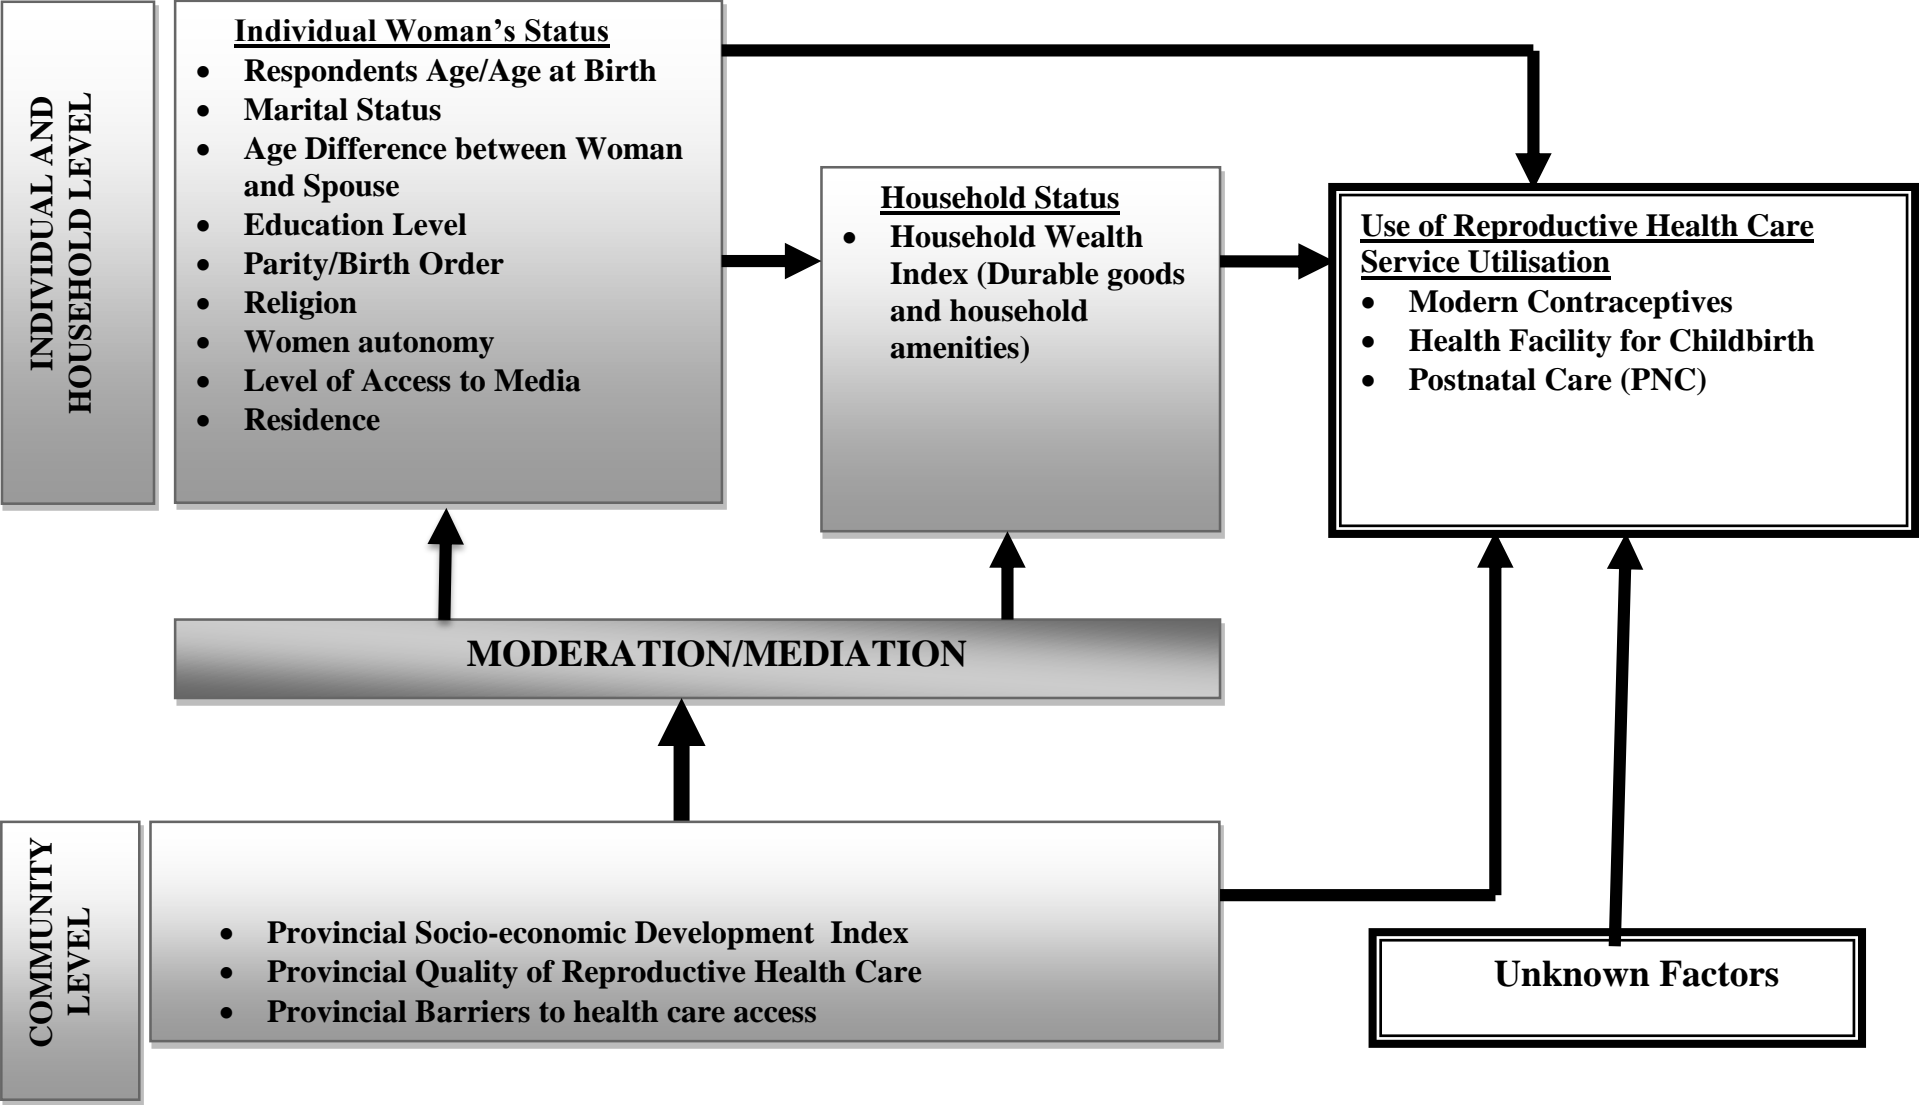 INDIVIDUAL AND
HOUSEHOLD LEVEL
Individual Woman’s Status
• Respondents Age/Age at Birth
• Marital Status
• Age Difference between Woman
and Spouse
• Education Level
• Parity/Birth Order
• Religion
• Women autonomy
• Level of Access to Media
• Residence
Household Status
• Household Wealth
Index (Durable goods
and household
amenities)
Use of Reproductive Health Care
Service Utilisation
• Modern Contraceptives
• Health Facility for Childbirth
• Postnatal Care (PNC)
MODERATION/MEDIATION
COMMUNITY
LEVEL
• Provincial Socio-economic Development  Index
• Provincial Quality of Reproductive Health Care
• Provincial Barriers to health care access
Unknown Factors